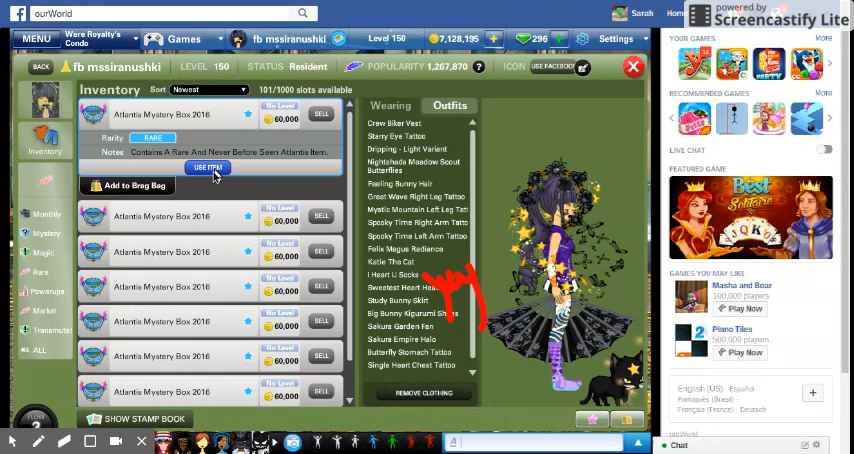 ourWorld
Sarah
Home
powered by
Screencastify Lite
MENU
Were Royalty's Condo
Games
fb mssiranushki
Level 150
7,128,195
296
Settings
BACK
fb mssiranushki
LEVEL 150
STATUS Resident
POPULARITY 1,267,870
ICON
USE FACEBOOK
Inventory
Sort
Newest
101/1000 slots available
Atlantis Mystery Box 2016
No Level
60,000
SELL
Rarity
RARE
Notes
Contains A Rare And Never Before Seen Atlantis Item.
USE ITEM
Add to Brag Bag
Atlantis Mystery Box 2016
No Level
60,000
SELL
Atlantis Mystery Box 2016
No Level
60,000
SELL
Atlantis Mystery Box 2016
No Level
60,000
SELL
Atlantis Mystery Box 2016
No Level
60,000
SELL
Atlantis Mystery Box 2016
No Level
60,000
SELL
Atlantis Mystery Box 2016
No Level
60,000
SELL
Inventory
Monthly
Mystery
Magic
Rare
Powerups
Market
Transmute
ALL
ALL
FLOW
SHOW STAMP BOOK
Wearing
Outfits
Crew Biker Vest
Starry Eye Tattoo
Dripping - Light Variant
Nightshade Meadow Scout
Butterflies
Feeling Bunny Hair
Great Wave Right Leg Tattoo
Mystic Mountain Left Leg Tatt
Spooky Time Right Arm Tattoo
Spooky Time Left Arm Tattoo
Felix Magus Radiance
Katie The Cat
I Heart U Socks
Sweetest Heart
Study Bunny Skirt
Big Bunny Kigurumi
Sakura Garden Fan
Sakura Empire Halo
Butterfly Stomach Tattoo
Single Heart Chest Tattoo
REMOVE CLOTHING
YOUR GAMES
More
RECOMMENDED GAMES
More
LIVE CHAT
FEATURED GAME
Best
Solitaire
GAMES YOU MAY LIKE
Masha and Bear
100,000 players
Play Now
Piano Tiles
500,000 players
Play Now
English (US) · Español ·
Português (Brasil) ·
Français (France) · Deutsch
ourWorld
Chat